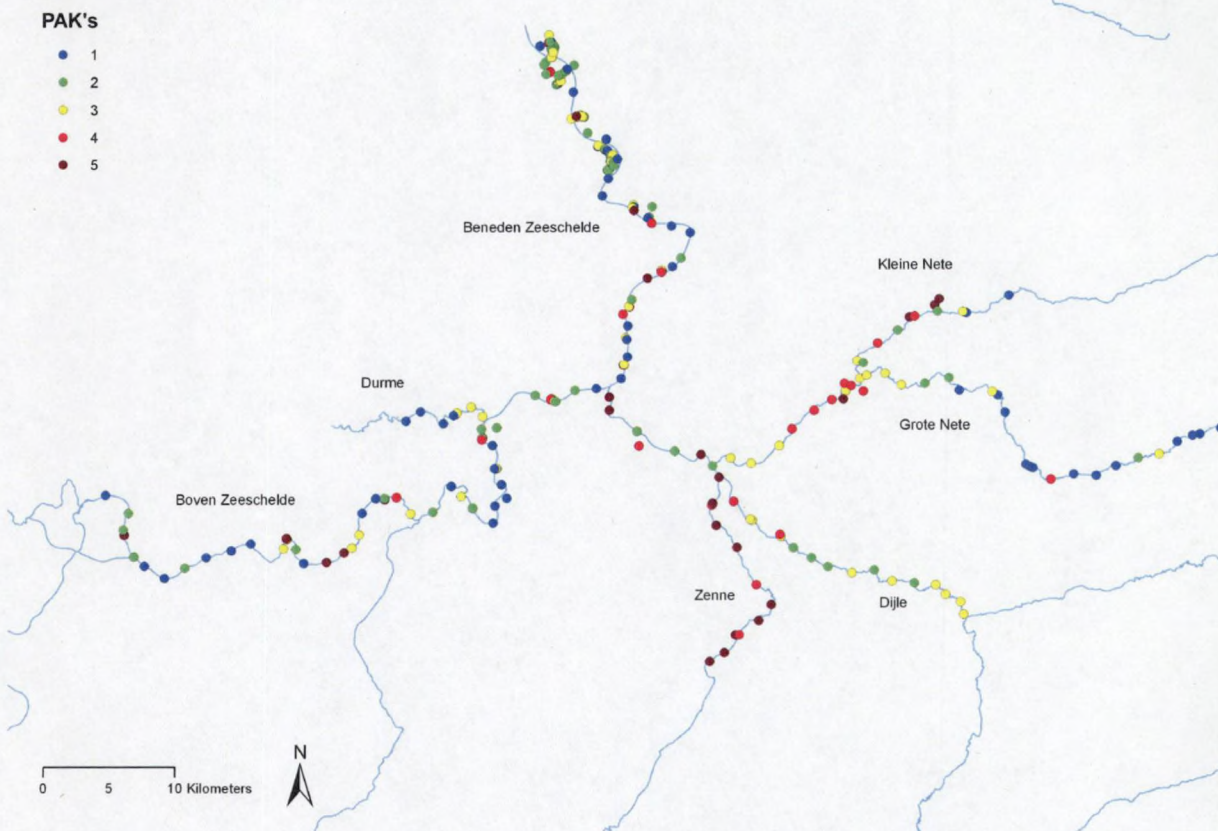 PAK's
1
2
3
4
5
Beneden Zeeschelde
Kleine Nete
Durme
Grote Nete
Boven Zeeschelde
Zenne
Dijle
N
0 5 10 Kilometers